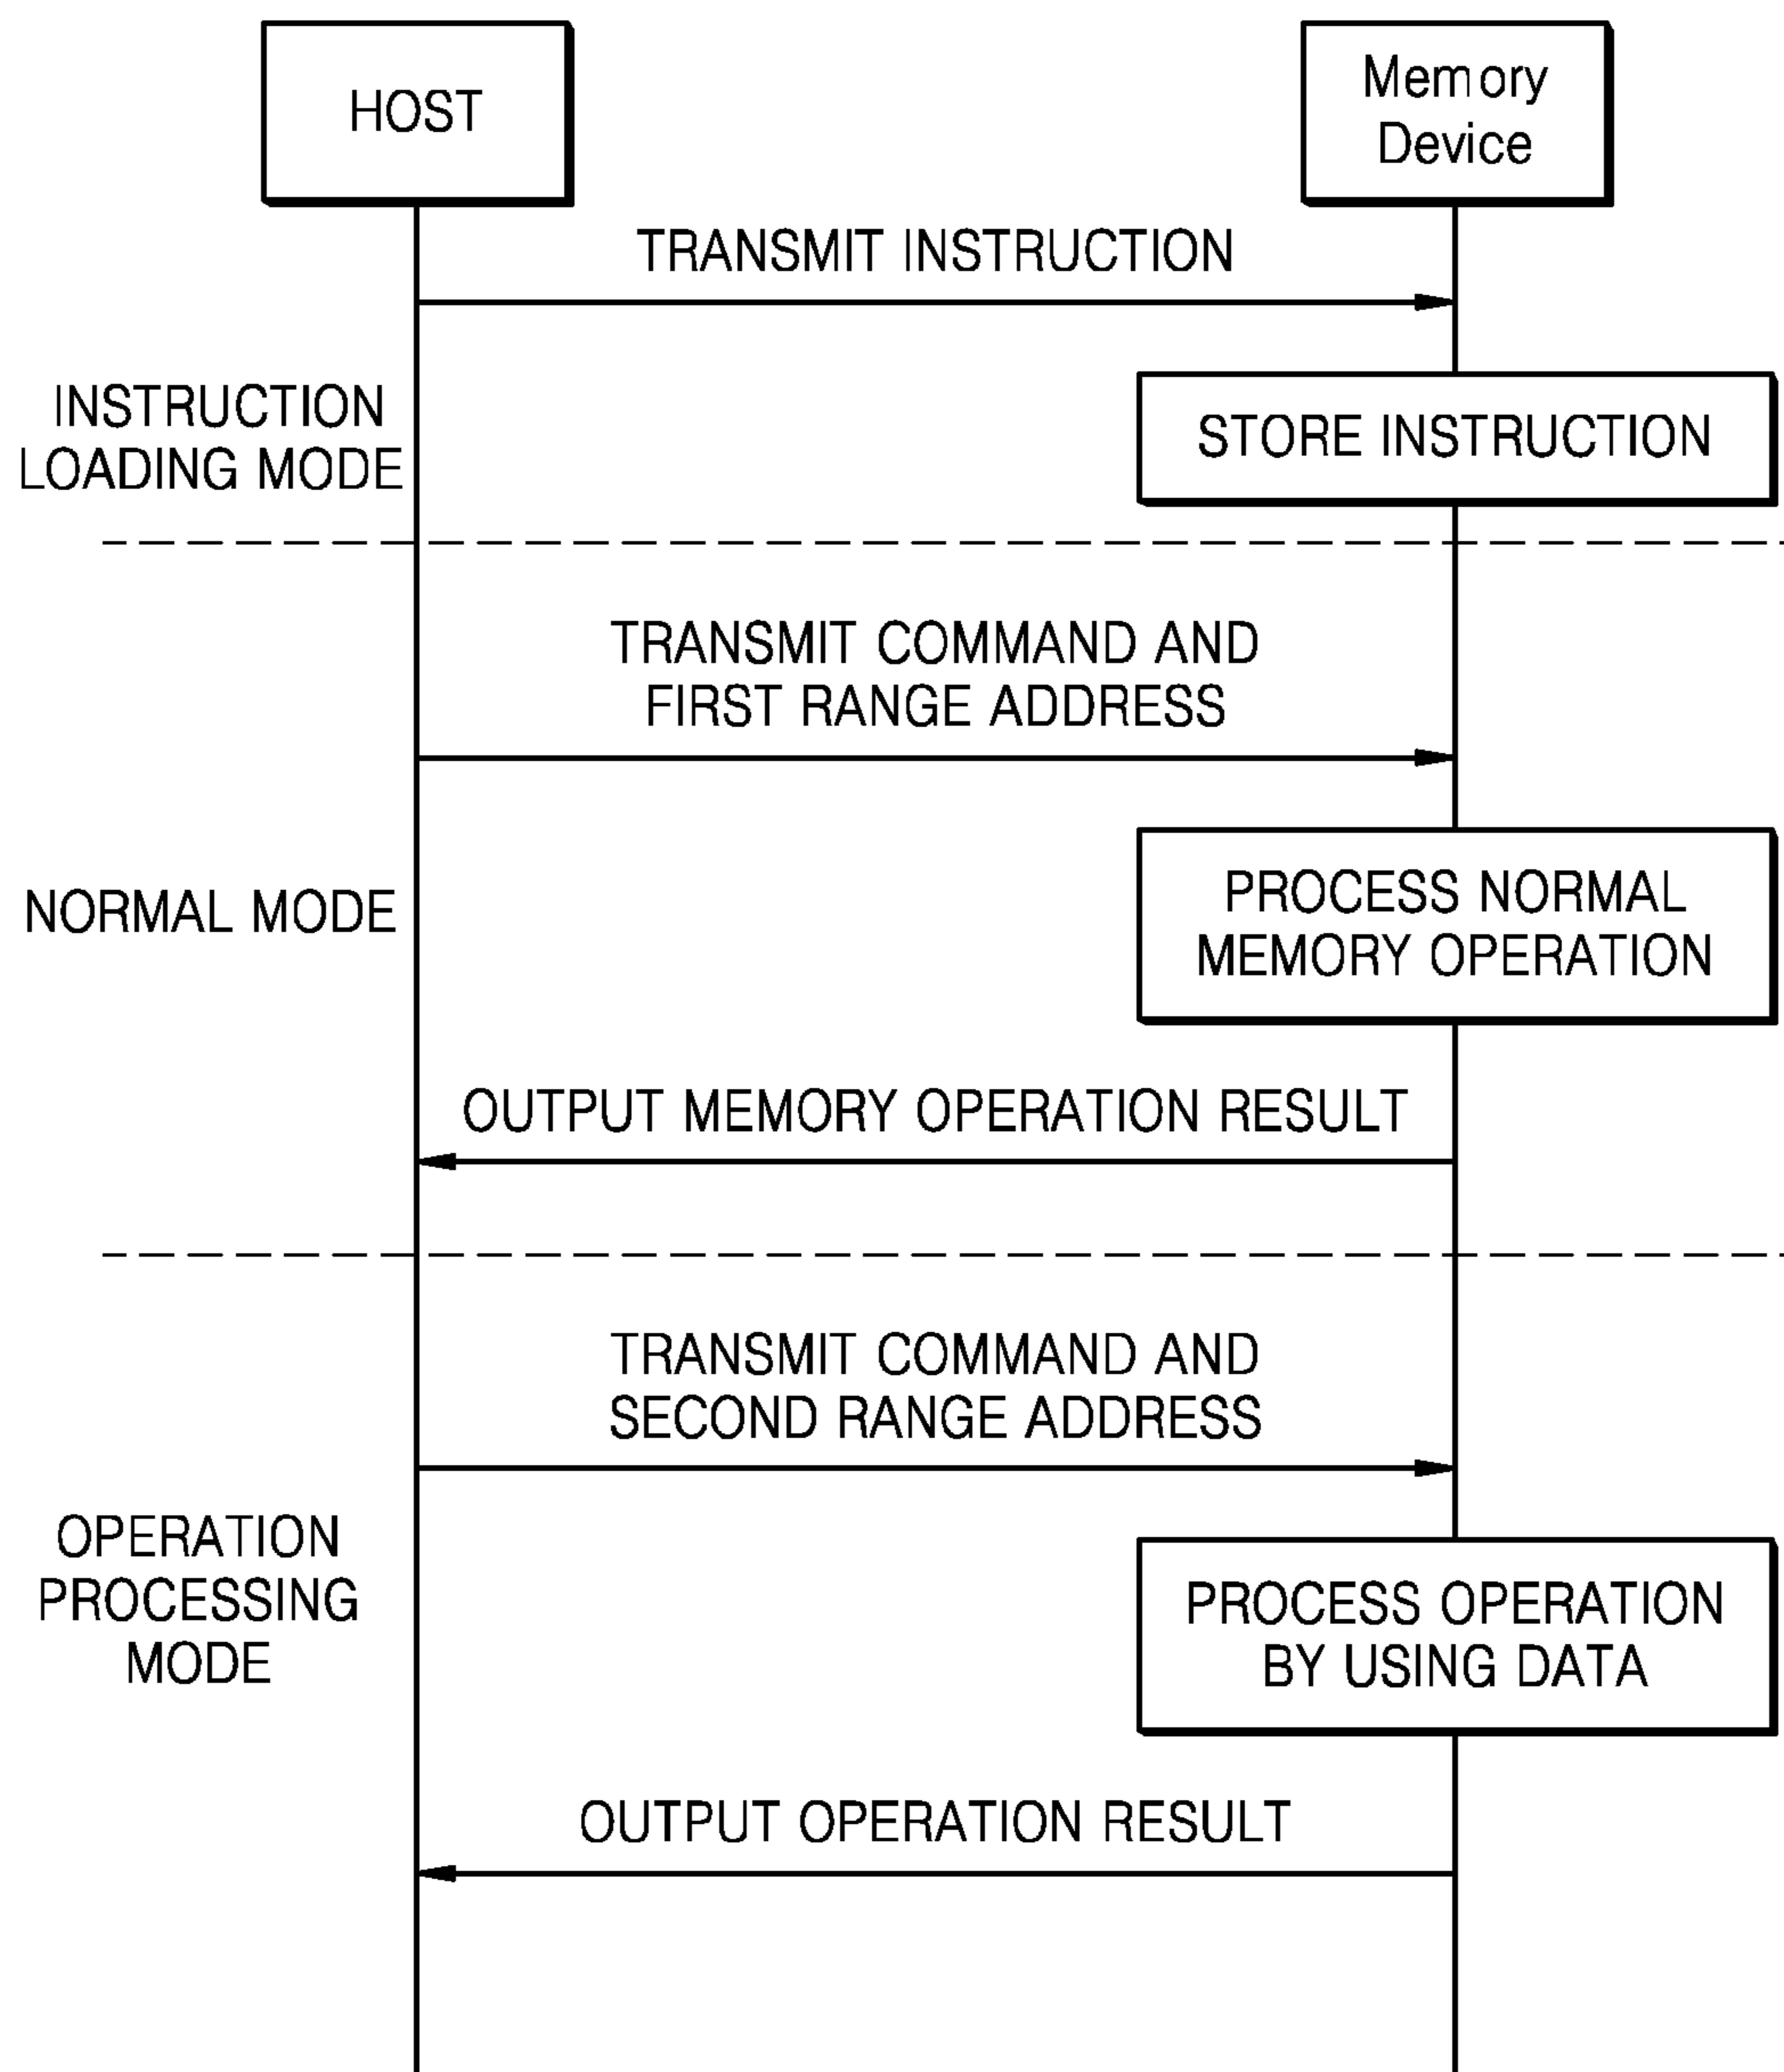 HOST
Memory
Device
TRANSMIT INSTRUCTION
INSTRUCTION
LOADING MODE
STORE INSTRUCTION
TRANSMIT COMMAND AND
FIRST RANGE ADDRESS
NORMAL MODE
PROCESS NORMAL
MEMORY OPERATION
OUTPUT MEMORY OPERATION RESULT
TRANSMIT COMMAND AND
SECOND RANGE ADDRESS
OPERATION
PROCESSING
MODE
PROCESS OPERATION
BY USING DATA
OUTPUT OPERATION RESULT